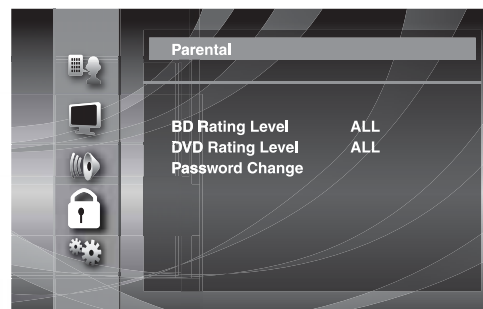 Parental
BD Rating Level ALL
DVD Rating Level ALL
Password Change